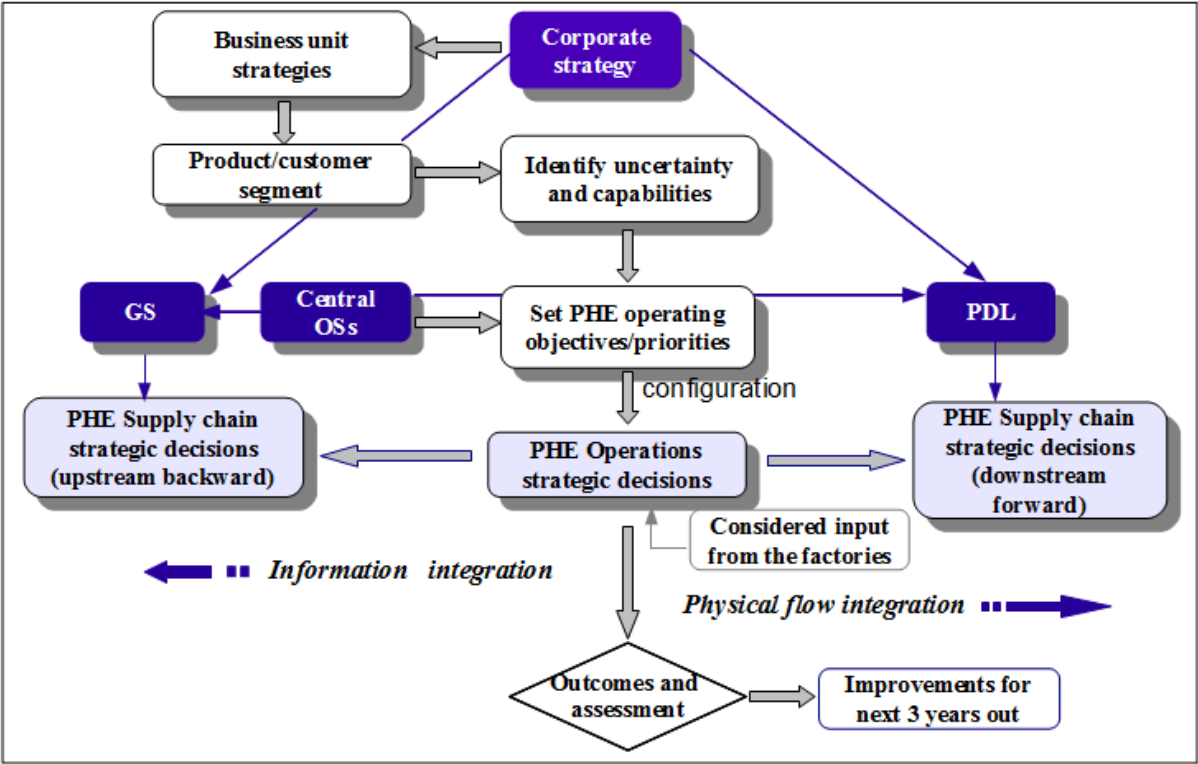 Business unit
strategies
Corporate
strategy
Product/customer
segment
Identify uncertainty
and capabilities
GS
Central
OSs
Set PHE operating
objectives/priorities
PDL
configuration
PHE Supply chain
strategic decisions
(upstream backward)
PHE Operations
strategic decisions
PHE Supply chain
strategic decisions
(downstream
forward)
Considered input
from the factories
Information integration
Physical flow integration
Outcomes and
assessment
Improvements for
next 3 years out